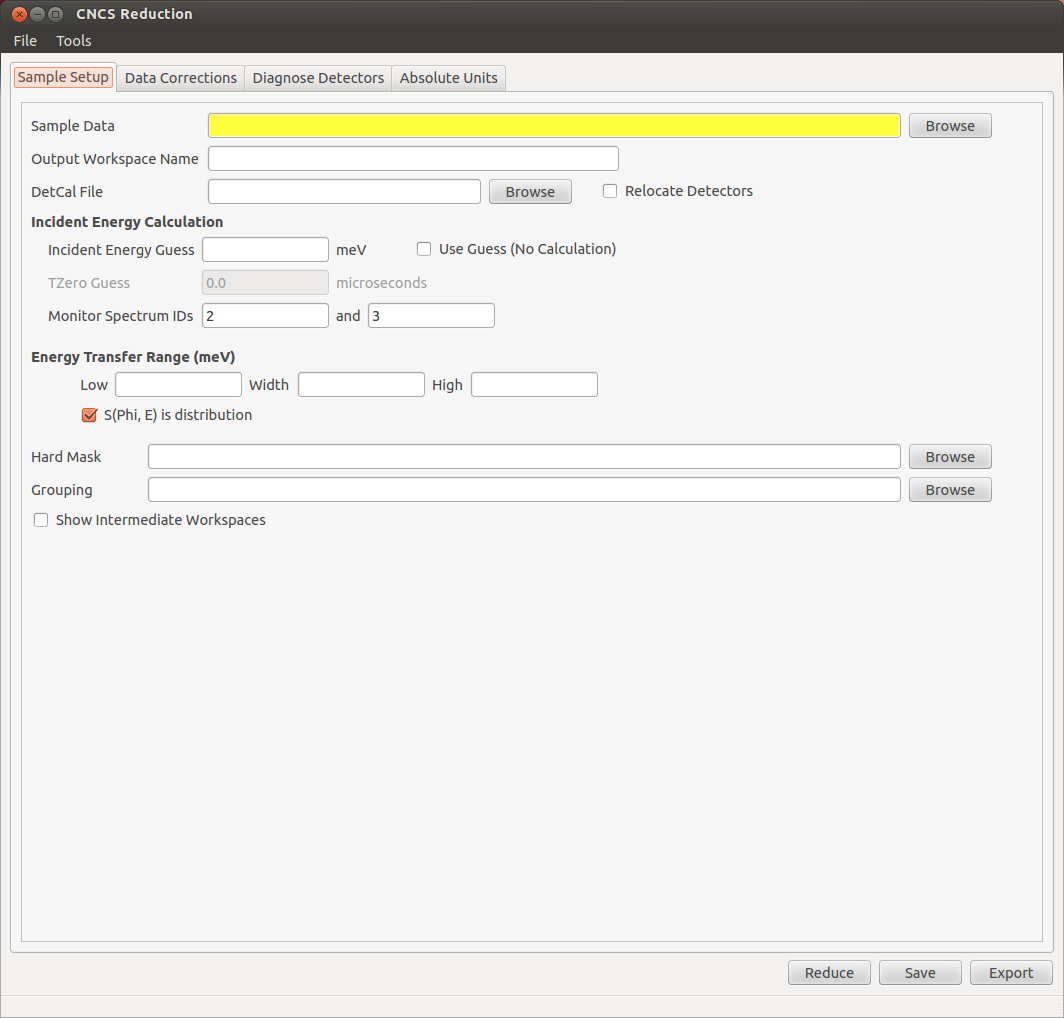 CNCS Reduction
File Tools
Sample Setup Data Corrections Diagnose Detectors Absolute Units
Sample Data Browse
Output Workspace Name
DetCal File Browse Relocate Detectors
Incident Energy Calculation
Incident Energy Guess meV Use Guess (No Calculation)
TZero Guess 0.0 microseconds
Monitor Spectrum IDs 2 and 3
Energy Transfer Range (meV)
Low Width High
S(Phi, E) is distribution
Hard Mask Browse
Grouping Browse
Show Intermediate Workspaces
Reduce Save Export